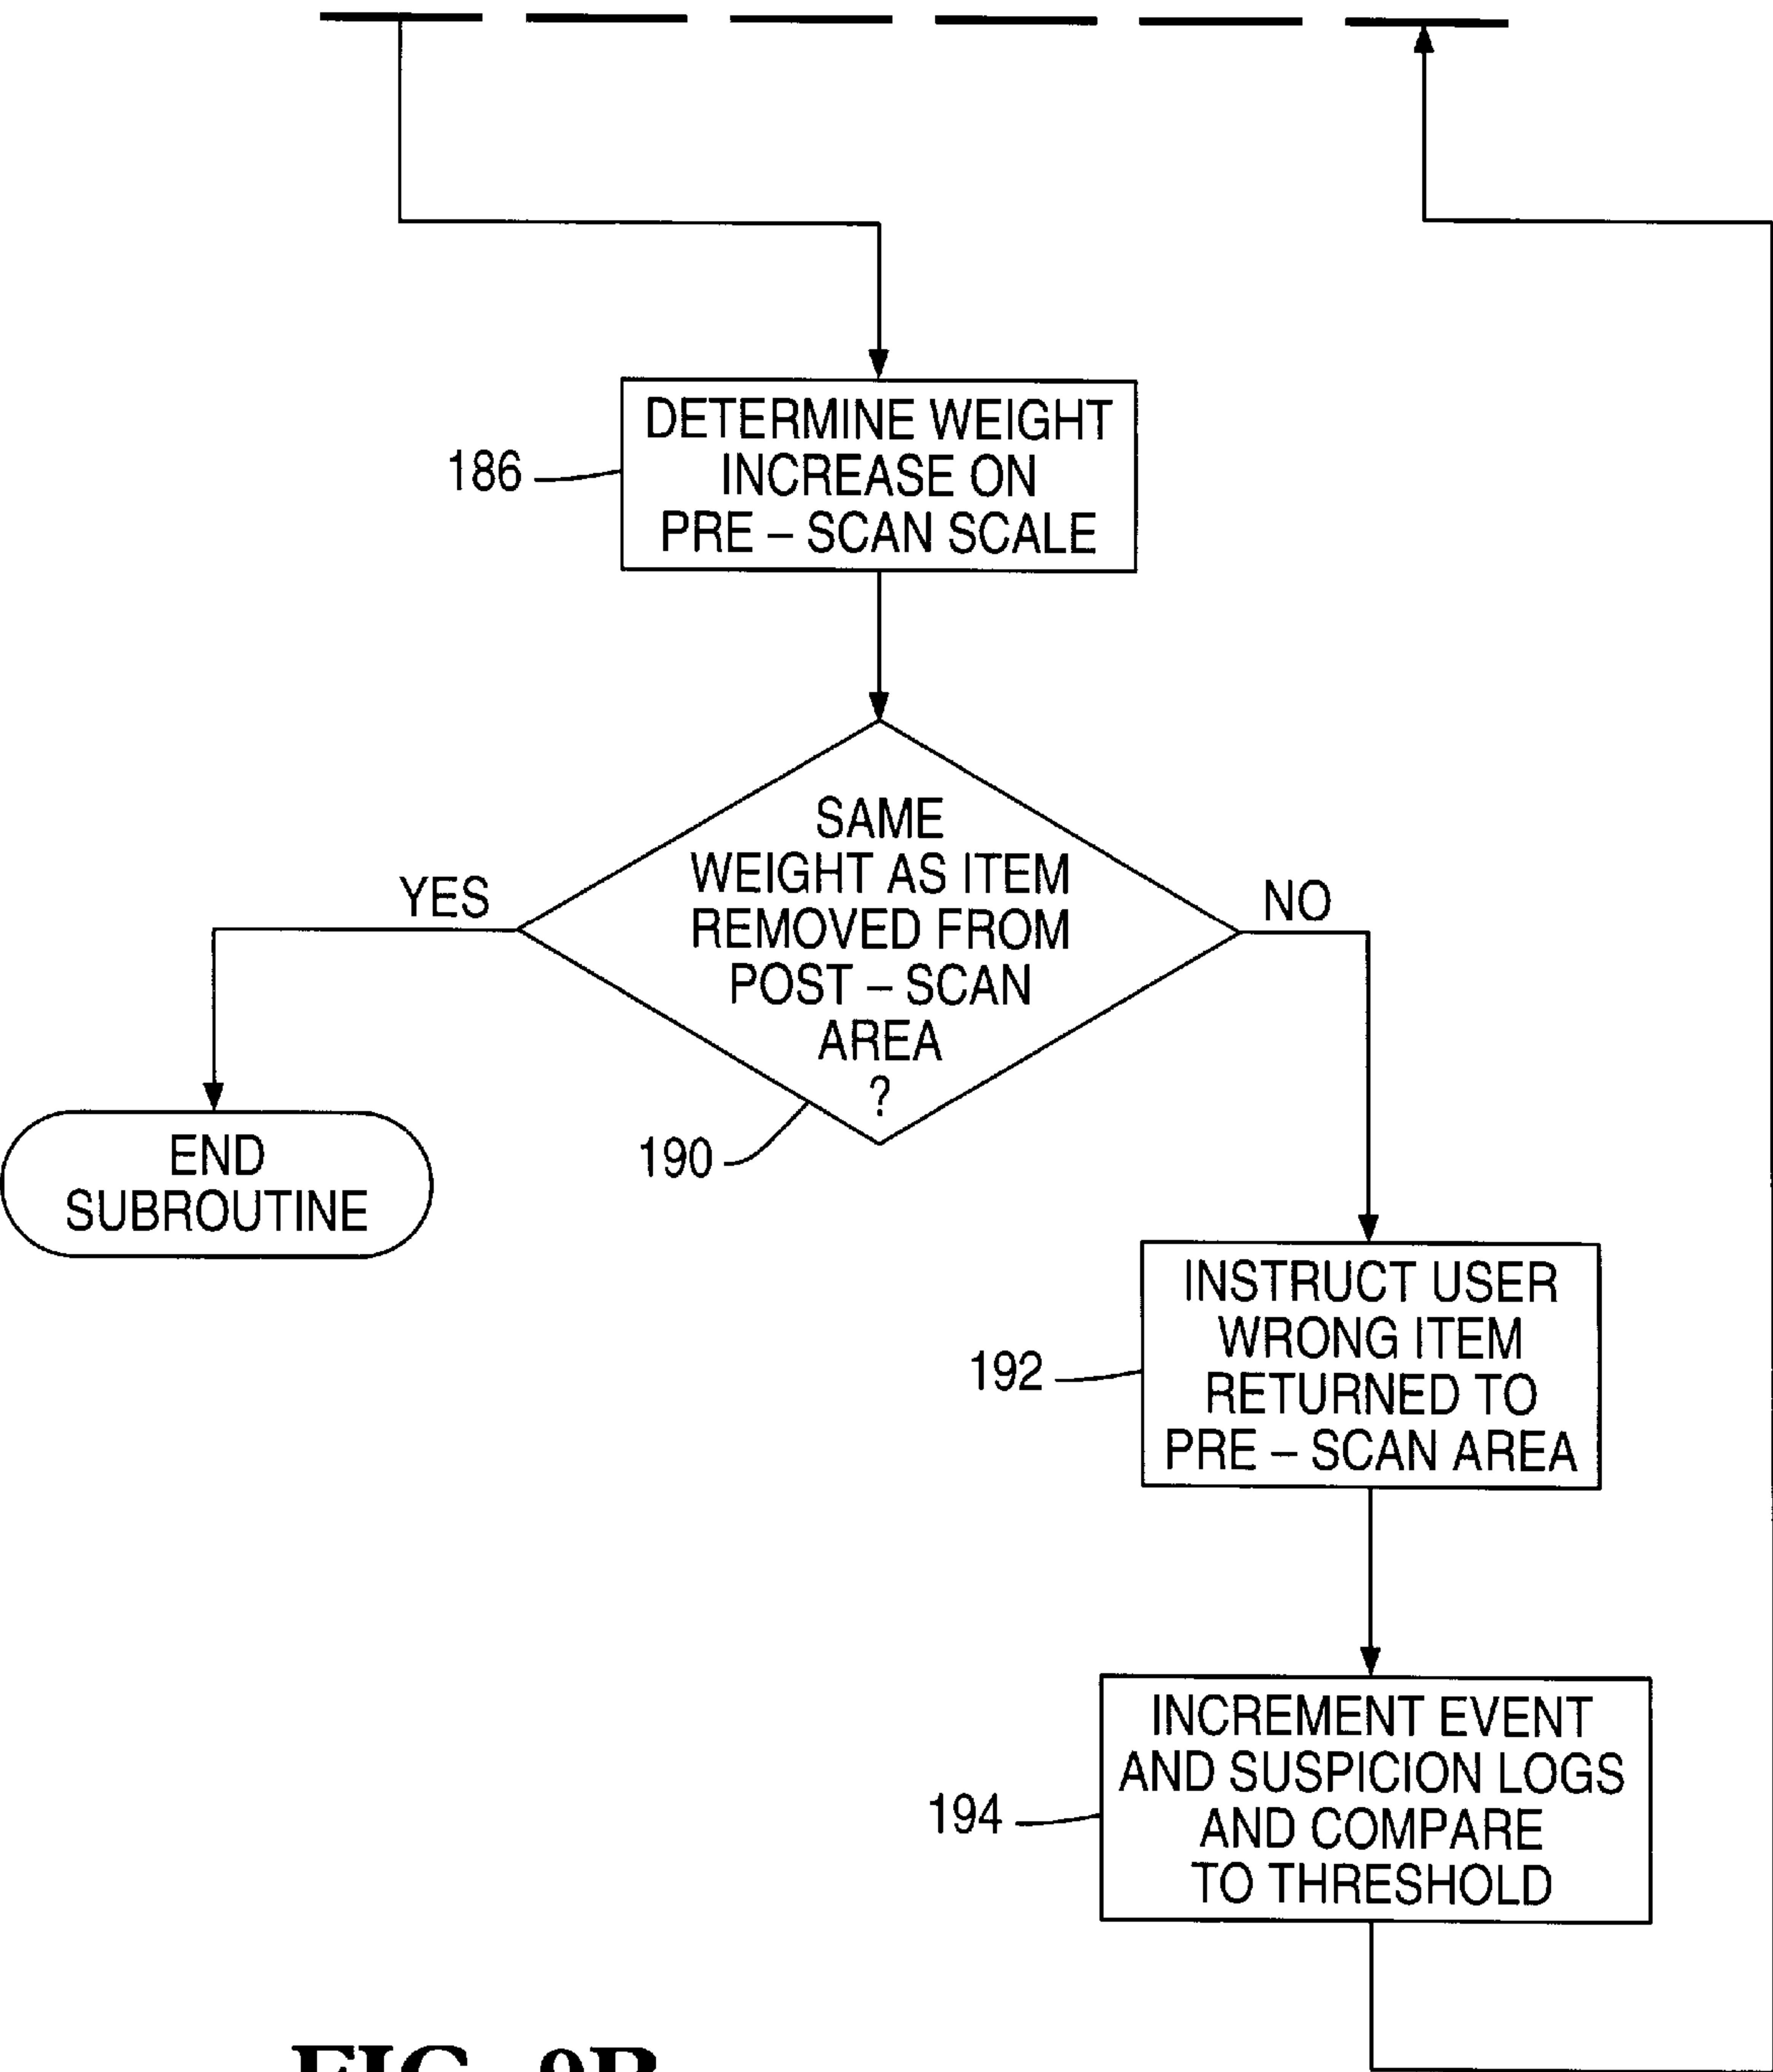 DETERMINE WEIGHT
INCREASE ON
PRE – SCAN SCALE
186
SAME
WEIGHT AS ITEM
REMOVED FROM
POST – SCAN
AREA
?
YES
NO
190
END
SUBROUTINE
INSTRUCT USER
WRONG ITEM
RETURNED TO
PRE – SCAN AREA
192
INCREMENT EVENT
AND SUSPICION LOGS
AND COMPARE
TO THRESHOLD
194